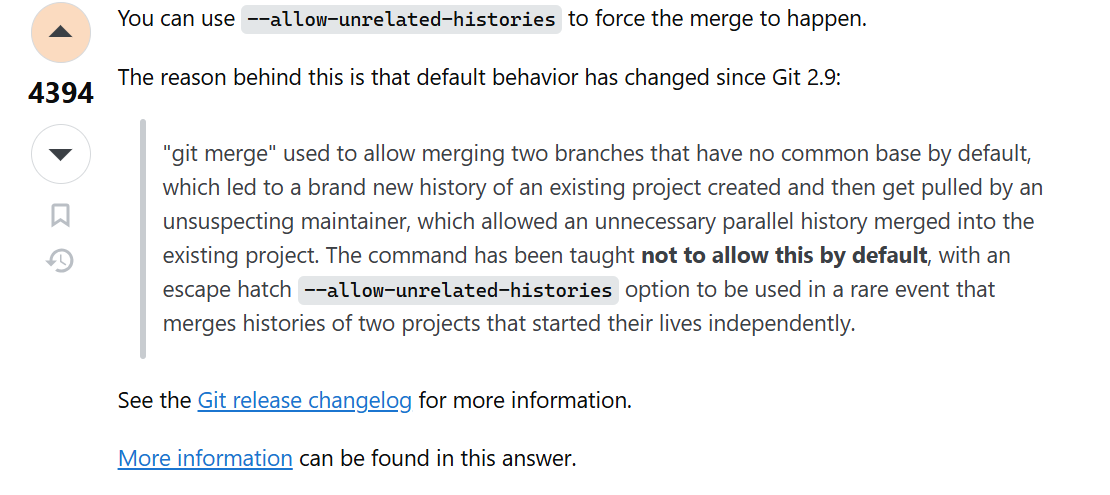 You can use --allow-unrelated-histories to force the merge to happen.
4394
The reason behind this is that default behavior has changed since Git 2.9:
"git merge" used to allow merging two branches that have no common base by default,
which led to a brand new history of an existing project created and then get pulled by an
unsuspecting maintainer, which allowed an unnecessary parallel history merged into the
existing project. The command has been taught not to allow this by default, with an
escape hatch --allow-unrelated-histories option to be used in a rare event that
merges histories of two projects that started their lives independently.
See the Git release changelog for more information.
More information can be found in this answer.